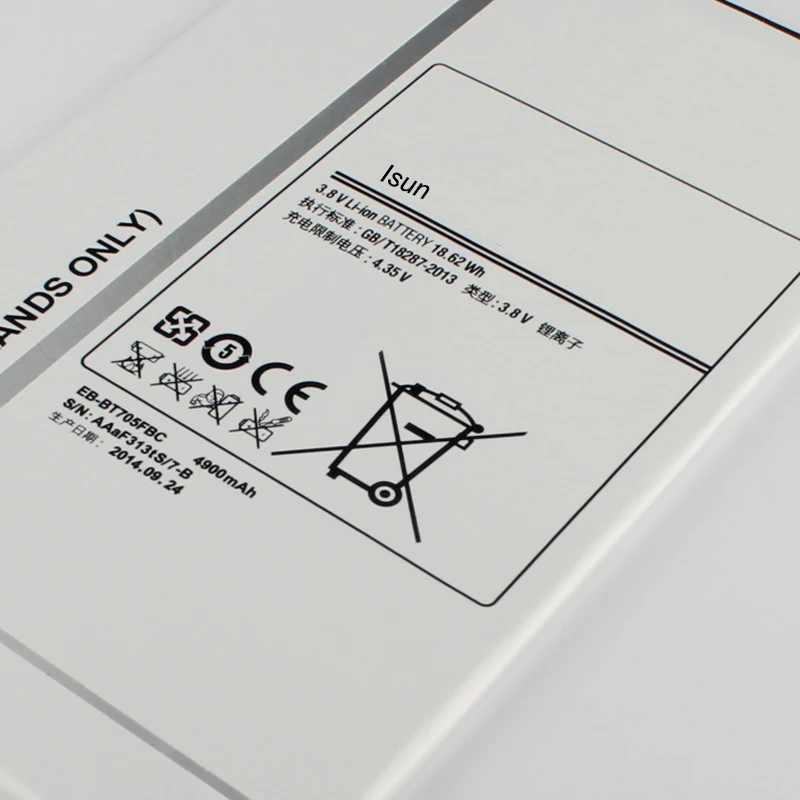 ANDS ONLY)
Isun
3.8 V Li-ion BATTERY 18.62 Wh
执行标准：GB/T18287-2013 类型：3.8 V 锂离子
充电限制电压：4.35 V
5
CE
EB-BT705FBC 4900mAh
S/N: AAaF313tS/7-B
生产日期： 2014.09.24